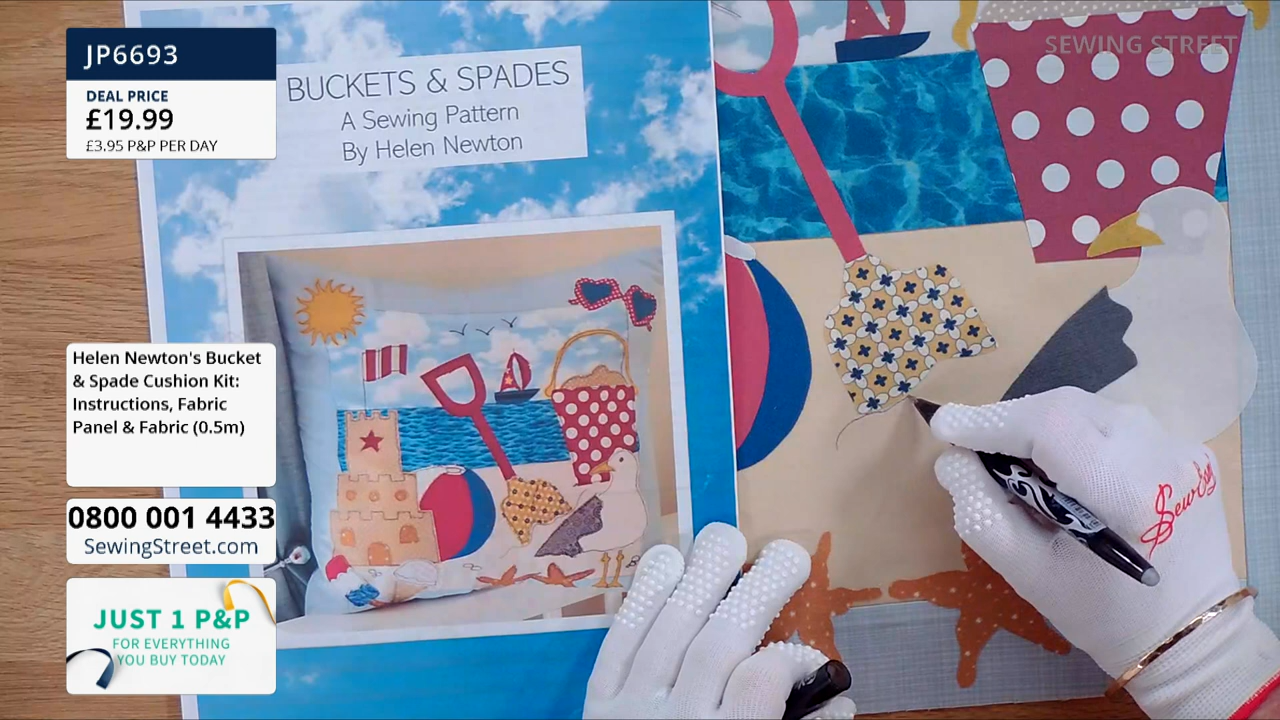 JP6693
DEAL PRICE
£19.99
£3.95 P&P PER DAY
Helen Newton's Bucket
& Spade Cushion Kit:
Instructions, Fabric
Panel & Fabric (0.5m)
0800 001 4433
SewingStreet.com
JUST 1 P&P
FOR EVERYTHING
YOU BUY TODAY
BUCKETS & SPADES
A Sewing Pattern
By Helen Newton
SEWING STREET